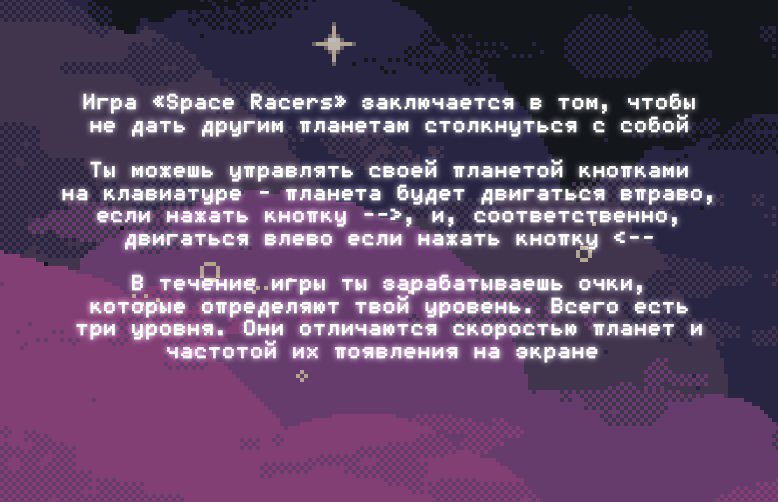 Игра «Space Racers» заключается в том, чтобы
не дать другим планетам столкнуться с собой
Ты можешь управлять своей планетой кнопками
на клавиатуре - планета будет двигаться вправо,
если нажать кнопку -->, и, соответственно,
двигаться влево если нажать кнопку <--
В течение игры ты зарабатываешь очки,
которые определяют твой уровень. Всего есть
три уровня. Они отличаются скоростью планет и
частотой их появления на экране